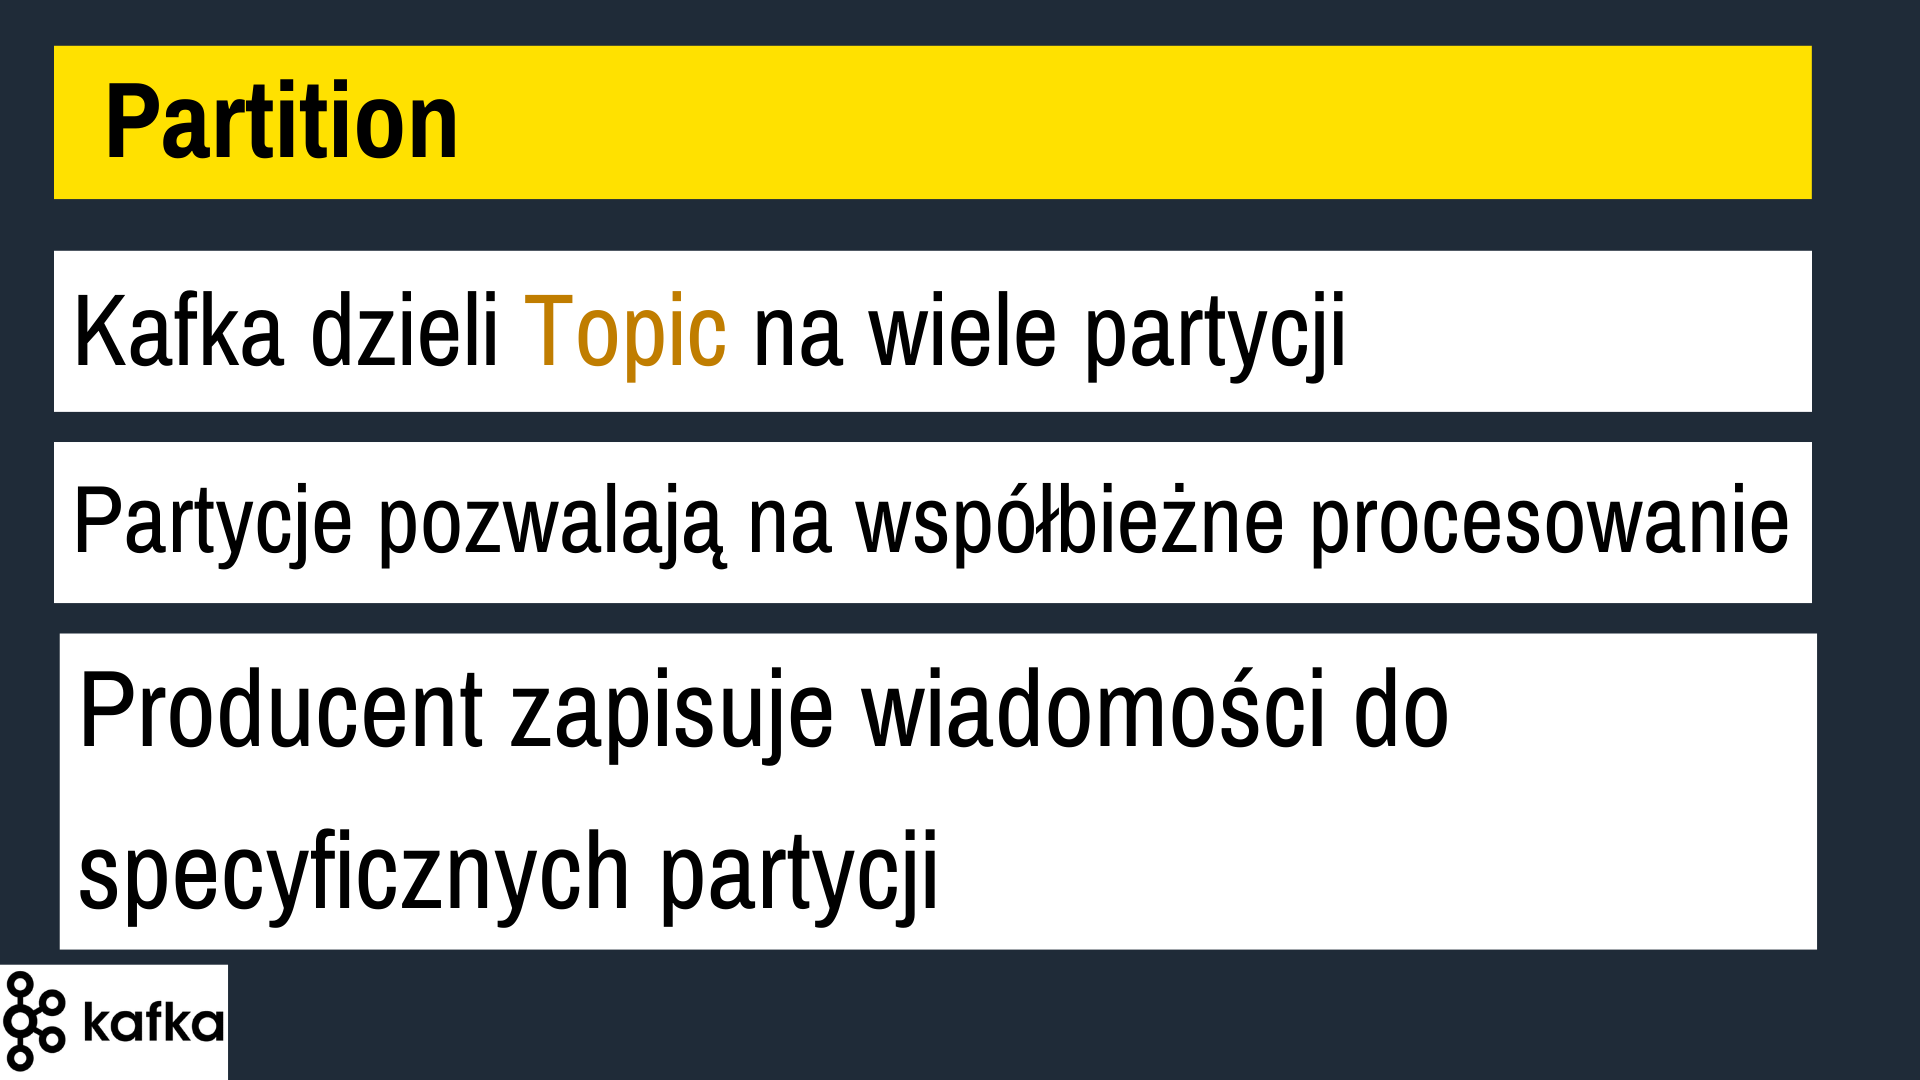 Partition
Kafka dzieli Topic na wiele partycji
Partycje pozwalają na współbieżne procesowanie
Producent zapisuje wiadomości do
specyficznych partycji
kafka